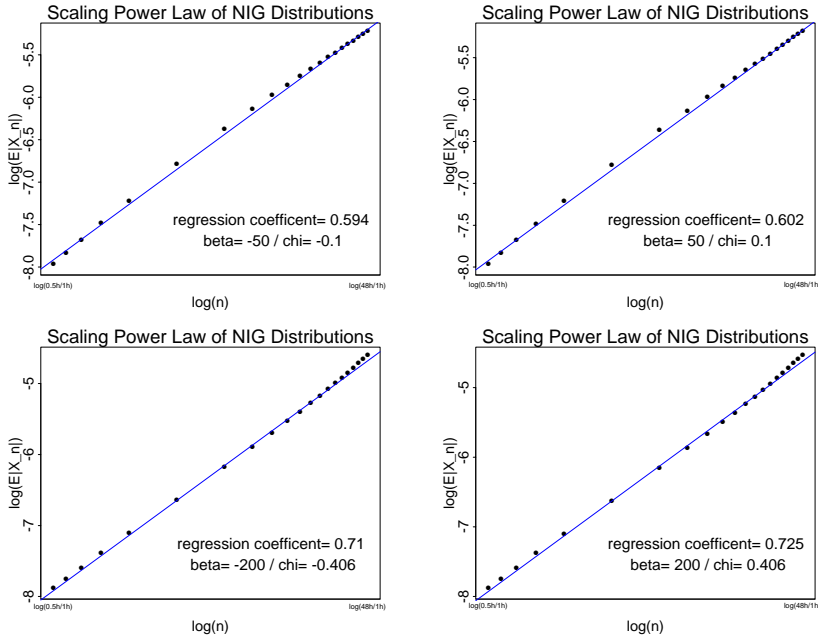 Scaling Power Law of NIG Distributions
log(E|X_n|)
-5.5
-6.0
-6.5
-7.0
-7.5
-8.0
regression coefficent= 0.594
beta= -50 / chi= -0.1
log(0.5h/1h)
log(48h/1h)
log(n)
Scaling Power Law of NIG Distributions
log(E|X_n|)
-5.5
-6.0
-6.5
-7.0
-7.5
-8.0
regression coefficent= 0.602
beta= 50 / chi= 0.1
log(0.5h/1h)
log(48h/1h)
log(n)
Scaling Power Law of NIG Distributions
log(E|X_n|)
-5
-6
-7
-8
regression coefficent= 0.71
beta= -200 / chi= -0.406
log(0.5h/1h)
log(48h/1h)
log(n)
Scaling Power Law of NIG Distributions
log(E|X_n|)
-5
-6
-7
-8
regression coefficent= 0.725
beta= 200 / chi= 0.406
log(0.5h/1h)
log(48h/1h)
log(n)